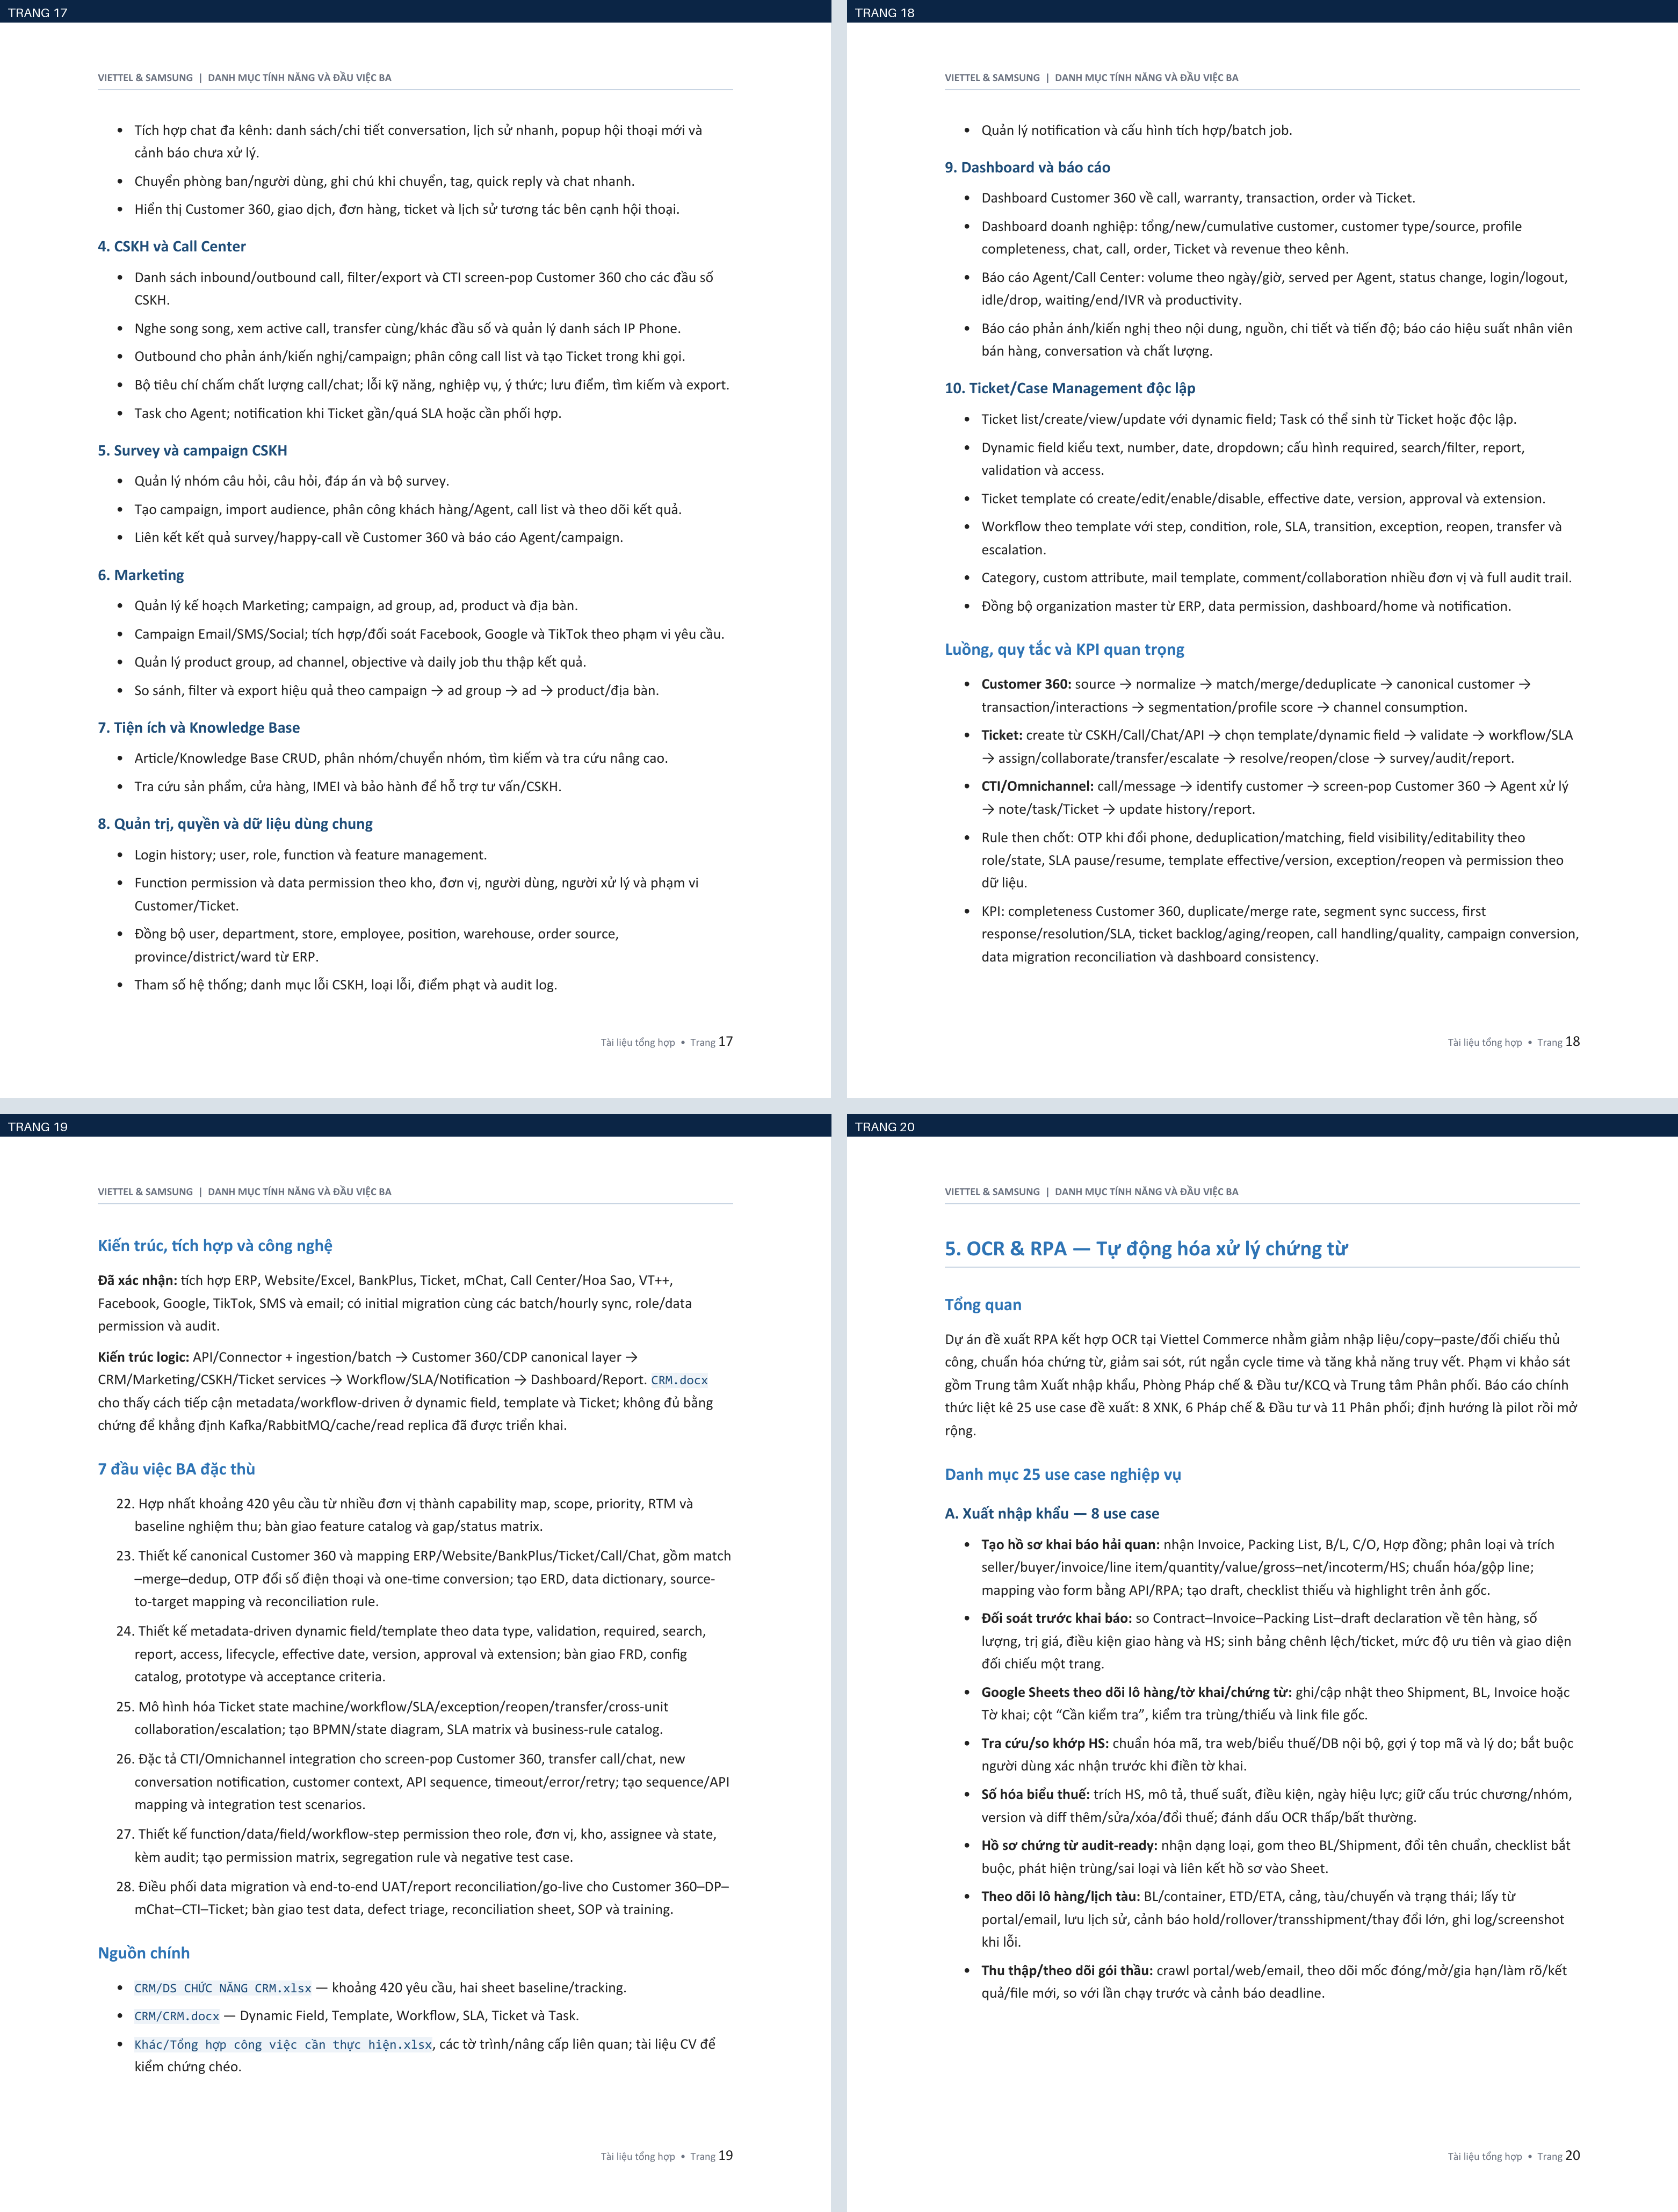 TRANG 17
VIETTEL & SAMSUNG | DANH MỤC TÍNH NĂNG VÀ ĐẦU VIỆC BA
• Tích hợp chat đa kênh: danh sách/chi tiết conversation, lịch sử nhanh, popup hội thoại mới và
cảnh báo chưa xử lý.
• Chuyển phòng ban/người dùng, ghi chú khi chuyển, tag, quick reply và chat nhanh.
• Hiển thị Customer 360, giao dịch, đơn hàng, ticket và lịch sử tương tác bên cạnh hội thoại.
4. CSKH và Call Center
• Danh sách inbound/outbound call, filter/export và CTI screen-pop Customer 360 cho các đầu số
CSKH.
• Nghe song song, xem active call, transfer cùng/khác đầu số và quản lý danh sách IP Phone.
• Outbound cho phản ánh/kiến nghị/campaign; phân công call list và tạo Ticket trong khi gọi.
• Bộ tiêu chí chấm chất lượng call/chat; lỗi kỹ năng, nghiệp vụ, ý thức; lưu điểm, tìm kiếm và export.
• Task cho Agent; notification khi Ticket gần/quá SLA hoặc cần phối hợp.
5. Survey và campaign CSKH
• Quản lý nhóm câu hỏi, câu hỏi, đáp án và bộ survey.
• Tạo campaign, import audience, phân công khách hàng/Agent, call list và theo dõi kết quả.
• Liên kết kết quả survey/happy-call về Customer 360 và báo cáo Agent/campaign.
6. Marketing
• Quản lý kế hoạch Marketing; campaign, ad group, ad, product và địa bàn.
• Campaign Email/SMS/Social; tích hợp/đối soát Facebook, Google và TikTok theo phạm vi yêu cầu.
• Quản lý product group, ad channel, objective và daily job thu thập kết quả.
• So sánh, filter và export hiệu quả theo campaign → ad group → ad → product/địa bàn.
7. Tiện ích và Knowledge Base
• Article/Knowledge Base CRUD, phân nhóm/chuyển nhóm, tìm kiếm và tra cứu nâng cao.
• Tra cứu sản phẩm, cửa hàng, IMEI và bảo hành để hỗ trợ tư vấn/CSKH.
8. Quản trị, quyền và dữ liệu dùng chung
• Login history; user, role, function và feature management.
• Function permission và data permission theo kho, đơn vị, người dùng, người xử lý và phạm vi
Customer/Ticket.
• Đồng bộ user, department, store, employee, position, warehouse, order source,
province/district/ward từ ERP.
• Tham số hệ thống; danh mục lỗi CSKH, loại lỗi, điểm phạt và audit log.
Tài liệu tổng hợp • Trang 17
TRANG 18
VIETTEL & SAMSUNG | DANH MỤC TÍNH NĂNG VÀ ĐẦU VIỆC BA
• Quản lý notification và cấu hình tích hợp/batch job.
9. Dashboard và báo cáo
• Dashboard Customer 360 về call, warranty, transaction, order và Ticket.
• Dashboard doanh nghiệp: tổng/new/cumulative customer, customer type/source, profile
completeness, chat, call, order, Ticket và revenue theo kênh.
• Báo cáo Agent/Call Center: volume theo ngày/giờ, served per Agent, status change, login/logout,
idle/drop, waiting/end/IVR và productivity.
• Báo cáo phản ánh/kiến nghị theo nội dung, nguồn, chi tiết và tiến độ; báo cáo hiệu suất nhân viên
bán hàng, conversation và chất lượng.
10. Ticket/Case Management độc lập
• Ticket list/create/view/update với dynamic field; Task có thể sinh từ Ticket hoặc độc lập.
• Dynamic field kiểu text, number, date, dropdown; cấu hình required, search/filter, report,
validation và access.
• Ticket template có create/edit/enable/disable, effective date, version, approval và extension.
• Workflow theo template với step, condition, role, SLA, transition, exception, reopen, transfer và
escalation.
• Category, custom attribute, mail template, comment/collaboration nhiều đơn vị và full audit trail.
• Đồng bộ organization master từ ERP, data permission, dashboard/home và notification.
Luồng, quy tắc và KPI quan trọng
• Customer 360: source → normalize → match/merge/deduplicate → canonical customer →
transaction/interactions → segmentation/profile score → channel consumption.
• Ticket: create từ CSKH/Call/Chat/API → chọn template/dynamic field → validate → workflow/SLA
→ assign/collaborate/transfer/escalate → resolve/reopen/close → survey/audit/report.
• CTI/Omnichannel: call/message → identify customer → screen-pop Customer 360 → Agent xử lý
→ note/task/Ticket → update history/report.
• Rule then chốt: OTP khi đổi phone, deduplication/matching, field visibility/editability theo
role/state, SLA pause/resume, template effective/version, exception/reopen và permission theo
dữ liệu.
• KPI: completeness Customer 360, duplicate/merge rate, segment sync success, first
response/resolution/SLA, ticket backlog/aging/reopen, call handling/quality, campaign conversion,
data migration reconciliation và dashboard consistency.
Tài liệu tổng hợp • Trang 18
TRANG 19
VIETTEL & SAMSUNG | DANH MỤC TÍNH NĂNG VÀ ĐẦU VIỆC BA
Kiến trúc, tích hợp và công nghệ
Đã xác nhận: tích hợp ERP, Website/Excel, BankPlus, Ticket, mChat, Call Center/Hoa Sao, VT++,
Facebook, Google, TikTok, SMS và email; có initial migration cùng các batch/hourly sync, role/data
permission và audit.
Kiến trúc logic: API/Connector + ingestion/batch → Customer 360/CDP canonical layer →
CRM/Marketing/CSKH/Ticket services → Workflow/SLA/Notification → Dashboard/Report. CRM.docx
cho thấy cách tiếp cận metadata/workflow-driven ở dynamic field, template và Ticket; không đủ bằng
chứng để khẳng định Kafka/RabbitMQ/cache/read replica đã được triển khai.
7 đầu việc BA đặc thù
22. Hợp nhất khoảng 420 yêu cầu từ nhiều đơn vị thành capability map, scope, priority, RTM và
baseline nghiệm thu; bàn giao feature catalog và gap/status matrix.
23. Thiết kế canonical Customer 360 và mapping ERP/Website/BankPlus/Ticket/Call/Chat, gồm match
–merge–dedup, OTP đổi số điện thoại và one-time conversion; tạo ERD, data dictionary, source-
to-target mapping và reconciliation rule.
24. Thiết kế metadata-driven dynamic field/template theo data type, validation, required, search,
report, access, lifecycle, effective date, version, approval và extension; bàn giao FRD, config
catalog, prototype và acceptance criteria.
25. Mô hình hóa Ticket state machine/workflow/SLA/exception/reopen/transfer/cross-unit
collaboration/escalation; tạo BPMN/state diagram, SLA matrix và business-rule catalog.
26. Đặc tả CTI/Omnichannel integration cho screen-pop Customer 360, transfer call/chat, new
conversation notification, customer context, API sequence, timeout/error/retry; tạo sequence/API
mapping và integration test scenarios.
27. Thiết kế function/data/field/workflow-step permission theo role, đơn vị, kho, assignee và state,
kèm audit; tạo permission matrix, segregation rule và negative test case.
28. Điều phối data migration và end-to-end UAT/report reconciliation/go-live cho Customer 360–DP–
mChat–CTI–Ticket; bàn giao test data, defect triage, reconciliation sheet, SOP và training.
Nguồn chính
• CRM/DS CHỨC NĂNG CRM.xlsx — khoảng 420 yêu cầu, hai sheet baseline/tracking.
• CRM/CRM.docx — Dynamic Field, Template, Workflow, SLA, Ticket và Task.
• Khác/Tổng hợp công việc cần thực hiện.xlsx, các tờ trình/nâng cấp liên quan; tài liệu CV để
kiểm chứng chéo.
Tài liệu tổng hợp • Trang 19
TRANG 20
VIETTEL & SAMSUNG | DANH MỤC TÍNH NĂNG VÀ ĐẦU VIỆC BA
5. OCR & RPA — Tự động hóa xử lý chứng từ
Tổng quan
Dự án đề xuất RPA kết hợp OCR tại Viettel Commerce nhằm giảm nhập liệu/copy–paste/đối chiếu thủ
công, chuẩn hóa chứng từ, giảm sai sót, rút ngắn cycle time và tăng khả năng truy vết. Phạm vi khảo sát
gồm Trung tâm Xuất nhập khẩu, Phòng Pháp chế & Đầu tư/KCQ và Trung tâm Phân phối. Báo cáo chính
thức liệt kê 25 use case đề xuất: 8 XNK, 6 Pháp chế & Đầu tư và 11 Phân phối; định hướng là pilot rồi mở
rộng.
Danh mục 25 use case nghiệp vụ
A. Xuất nhập khẩu — 8 use case
• Tạo hồ sơ khai báo hải quan: nhận Invoice, Packing List, B/L, C/O, Hợp đồng; phân loại và trích
seller/buyer/invoice/line item/quantity/value/gross–net/incoterm/HS; chuẩn hóa/gộp line;
mapping vào form bằng API/RPA; tạo draft, checklist thiếu và highlight trên ảnh gốc.
• Đối soát trước khai báo: so Contract–Invoice–Packing List–draft declaration về tên hàng, số
lượng, trị giá, điều kiện giao hàng và HS; sinh bảng chênh lệch/ticket, mức độ ưu tiên và giao diện
đối chiếu một trang.
• Google Sheets theo dõi lô hàng/tờ khai/chứng từ: ghi/cập nhật theo Shipment, BL, Invoice hoặc
Tờ khai; cột “Cần kiểm tra”, kiểm tra trùng/thiếu và link file gốc.
• Tra cứu/so khớp HS: chuẩn hóa mã, tra web/biểu thuế/DB nội bộ, gợi ý top mã và lý do; bắt buộc
người dùng xác nhận trước khi điền tờ khai.
• Số hóa biểu thuế: trích HS, mô tả, thuế suất, điều kiện, ngày hiệu lực; giữ cấu trúc chương/nhóm,
version và diff thêm/sửa/xóa/đổi thuế; đánh dấu OCR thấp/bất thường.
• Hồ sơ chứng từ audit-ready: nhận dạng loại, gom theo BL/Shipment, đổi tên chuẩn, checklist bắt
buộc, phát hiện trùng/sai loại và liên kết hồ sơ vào Sheet.
• Theo dõi lô hàng/lịch tàu: BL/container, ETD/ETA, cảng, tàu/chuyến và trạng thái; lấy từ
portal/email, lưu lịch sử, cảnh báo hold/rollover/transshipment/thay đổi lớn, ghi log/screenshot
khi lỗi.
• Thu thập/theo dõi gói thầu: crawl portal/web/email, theo dõi mốc đóng/mở/gia hạn/làm rõ/kết
quả/file mới, so với lần chạy trước và cảnh báo deadline.
Tài liệu tổng hợp • Trang 20